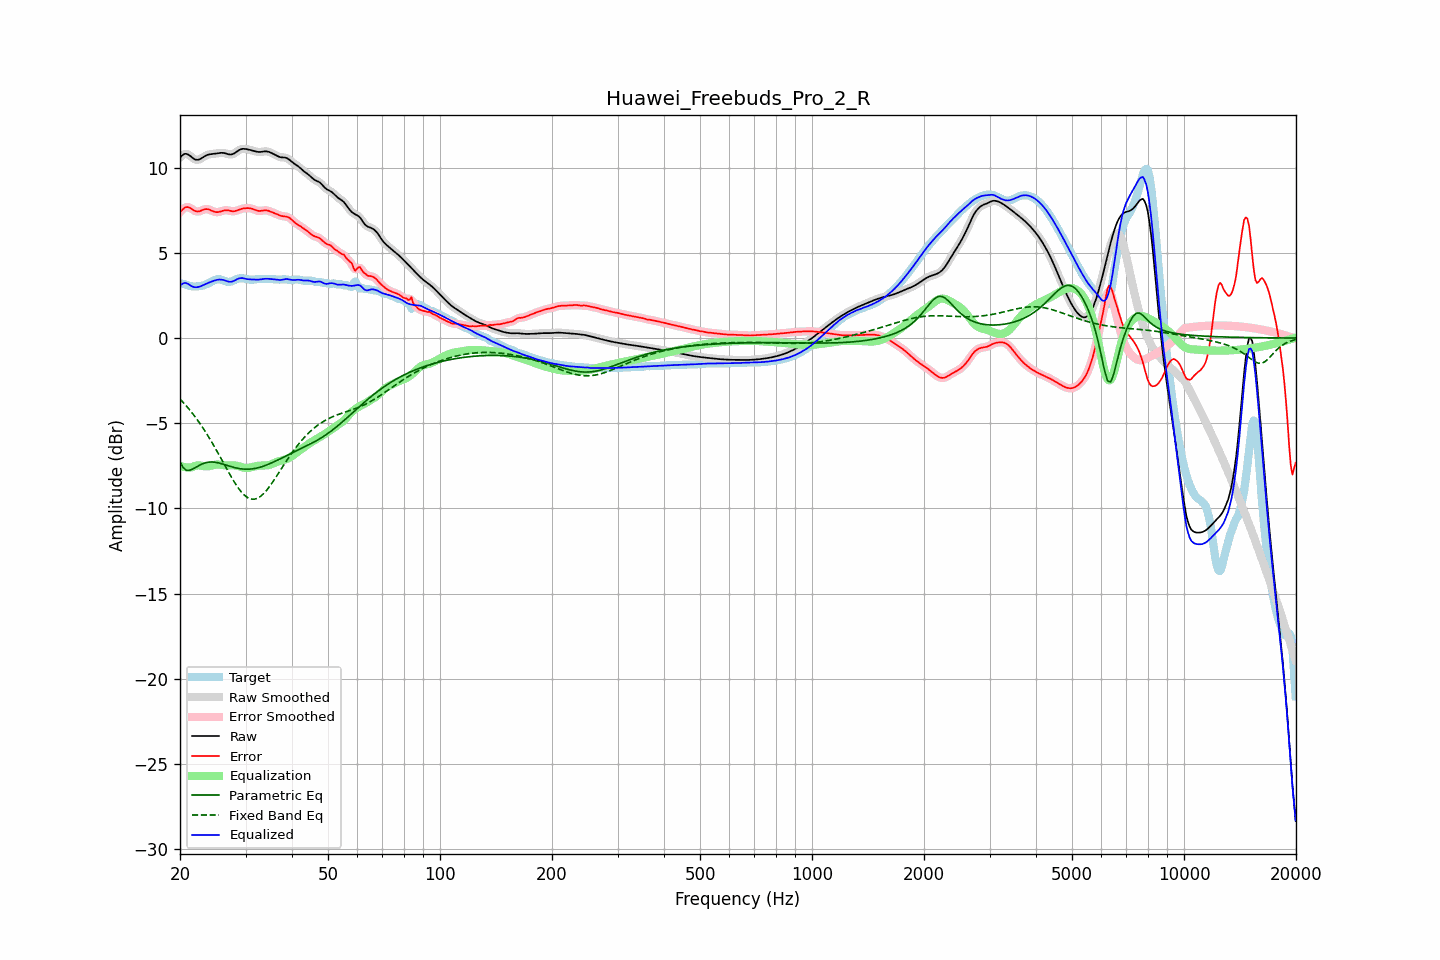 Huawei_Freebuds_Pro_2_R
Amplitude (dBr)
10
5
0
−5
−10
−15
−20
−25
−30
Target
Raw Smoothed
Error Smoothed
Raw
Error
Equalization
Parametric Eq
Fixed Band Eq
Equalized
20
50
100
200
500
1000
2000
5000
10000
20000
Frequency (Hz)